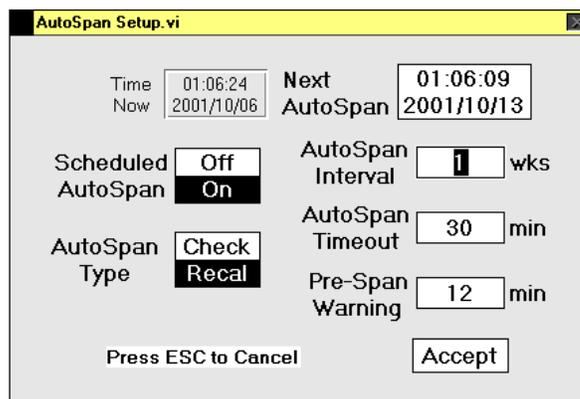 AutoSpan Setup.vi
Time Now
01:06:24
2001/10/06
Next AutoSpan
01:06:09
2001/10/13
Scheduled AutoSpan
Off
On
AutoSpan Interval
1 wks
AutoSpan Timeout
30 min
AutoSpan Type
Check
Recal
Pre-Span Warning
12 min
Press ESC to Cancel
Accept